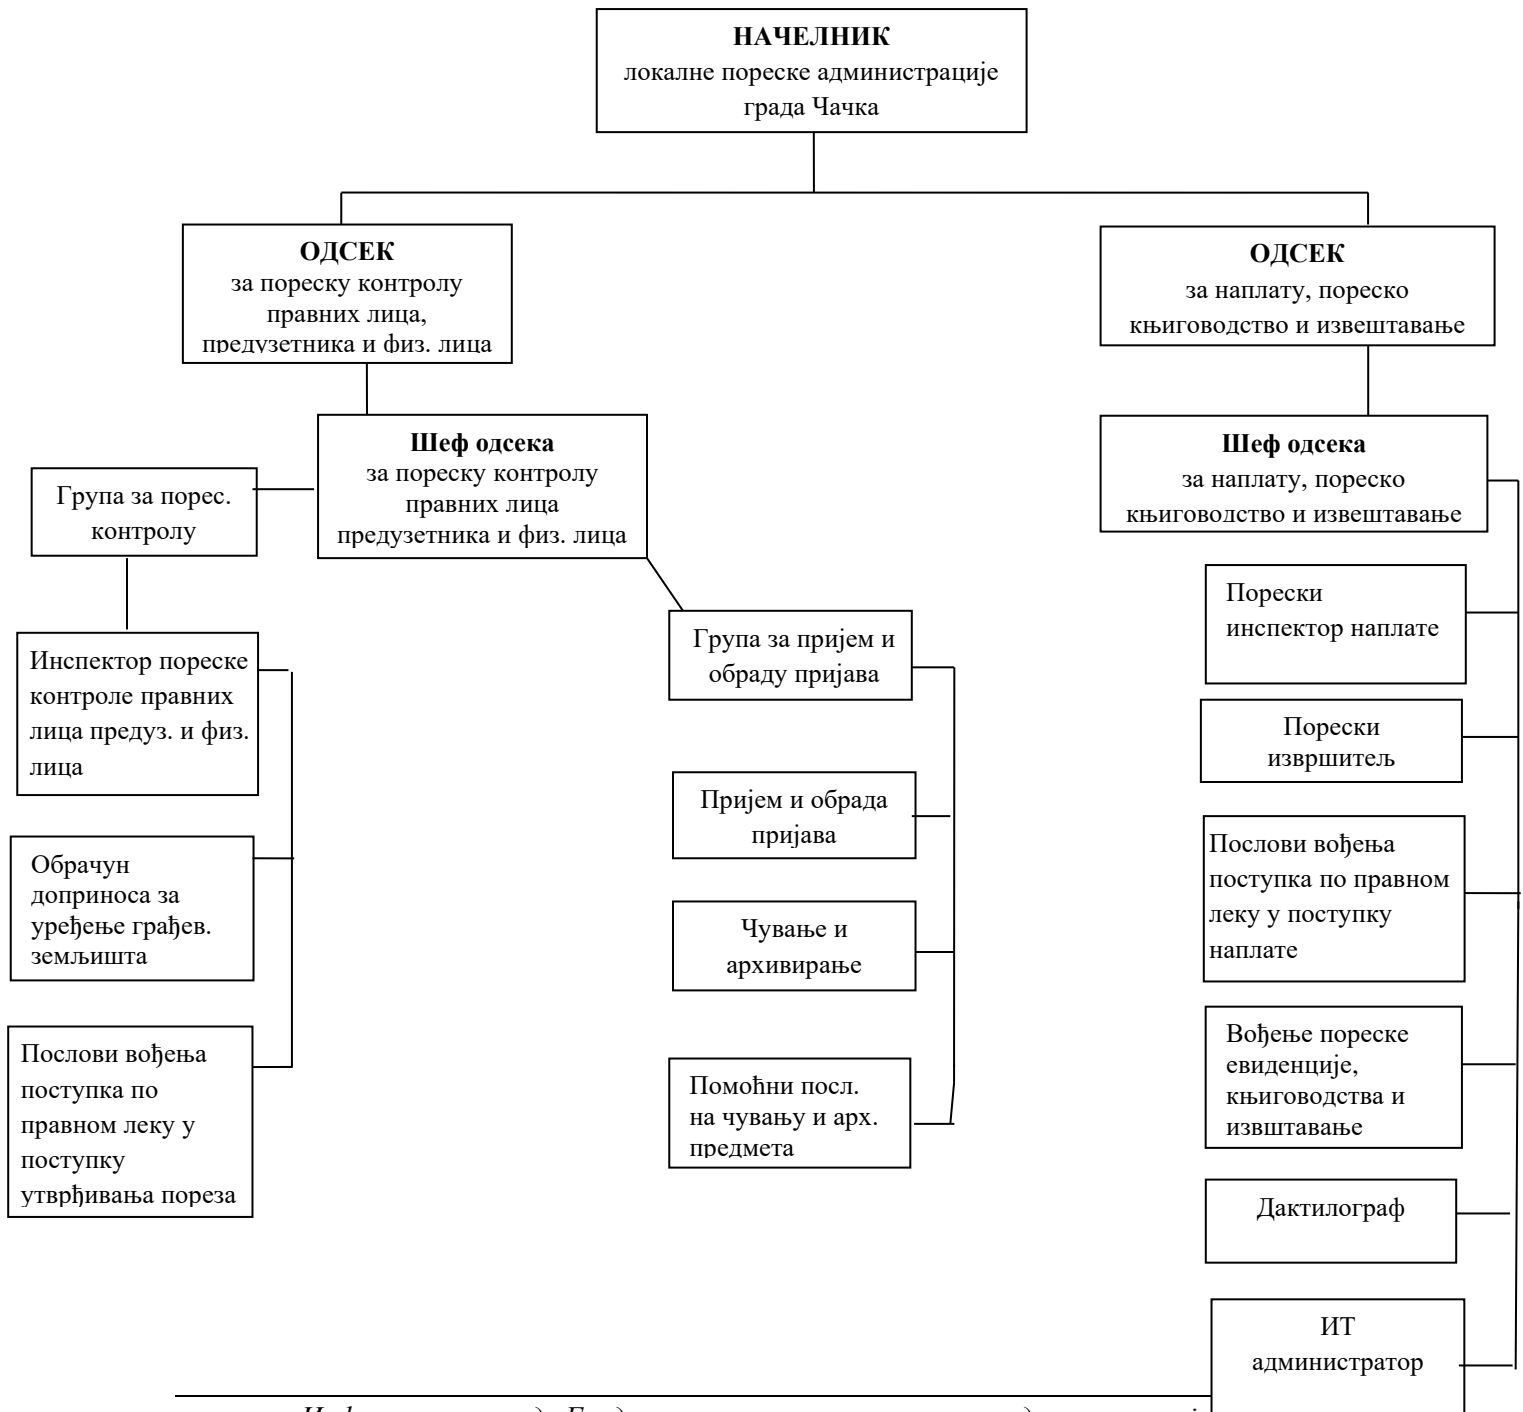 НАЧЕЛНИК
локалне пореске администрације
града Чачка
ОДСЕК
за пореску контролу
правних лица,
предузетника и физ. лица
ОДСЕК
за наплату, пореско
књиговодство и извештавање
Шеф одсека
за пореску контролу
правних лица
предузетника и физ. лица
Шеф одсека
за наплату, пореско
књиговодство и извештавање
Група за порес.
контролу
Инспектор пореске
контроле правних
лица предуз. и физ.
лица
Обрачун
доприноса за
уређење грађев.
земљишта
Послови вођења
поступка по
правном леку у
поступку
утврђивања пореза
Група за пријем и
обраду пријава
Пријем и обрада
пријава
Чување и
архивирање
Помоћни посл.
на чувању и арх.
предмета
Порески
инспектор наплате
Порески
извршитељ
Послови вођења
поступка по правном
леку у поступку
наплате
Вођење пореске
евиденције,
књиговодства и
извштавање
Дактилограф
ИТ
администратор